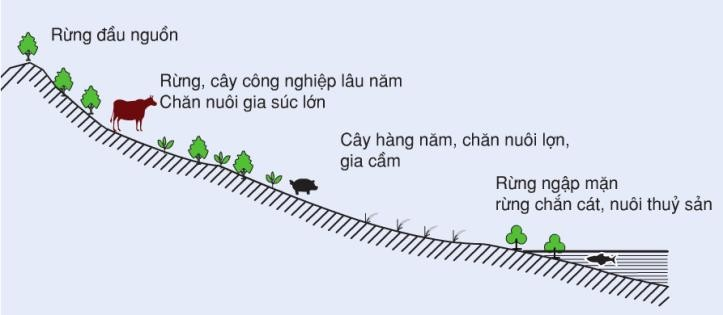 Rừng đầu nguồn
Rừng, cây công nghiệp lâu năm
Chăn nuôi gia súc lớn
Cây hàng năm, chăn nuôi lợn,
gia cầm
Rừng ngập mặn
rừng chắn cát, nuôi thuỷ sản